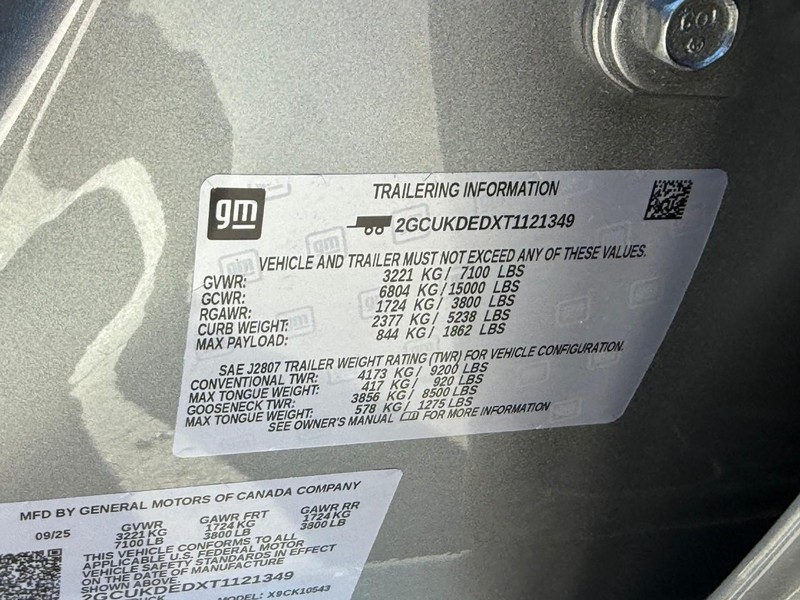 gm
TRAILERING INFORMATION
2GCUKDEDXT1121349
VEHICLE AND TRAILER MUST NOT EXCEED ANY OF THESE VALUES.
GVWR: 3221 KG / 7100 LBS
GCWR: 6804 KG / 15000 LBS
RGAWR: 1724 KG / 3800 LBS
CURB WEIGHT: 2377 KG / 5238 LBS
MAX PAYLOAD: 844 KG / 1862 LBS
SAE J2807 TRAILER WEIGHT RATING (TWR) FOR VEHICLE CONFIGURATION.
CONVENTIONAL TWR: 4173 KG / 9200 LBS
MAX TONGUE WEIGHT: 417 KG / 920 LBS
GOOSENECK TWR: 3856 KG / 8500 LBS
MAX TONGUE WEIGHT: 578 KG / 1275 LBS
SEE OWNER'S MANUAL FOR MORE INFORMATION
MFD BY GENERAL MOTORS OF CANADA COMPANY
09/25 GVWR GAWR FRT GAWR RR
3221 KG 1724 KG 1724 KG
7100 LB 3800 LB 3800 LB
THIS VEHICLE CONFORMS TO ALL
APPLICABLE U.S. FEDERAL MOTOR
VEHICLE SAFETY STANDARDS IN EFFECT
ON THE DATE OF MANUFACTURE
SHOWN ABOVE.
2GCUKDEDXT1121349
MODEL: X9CK10543